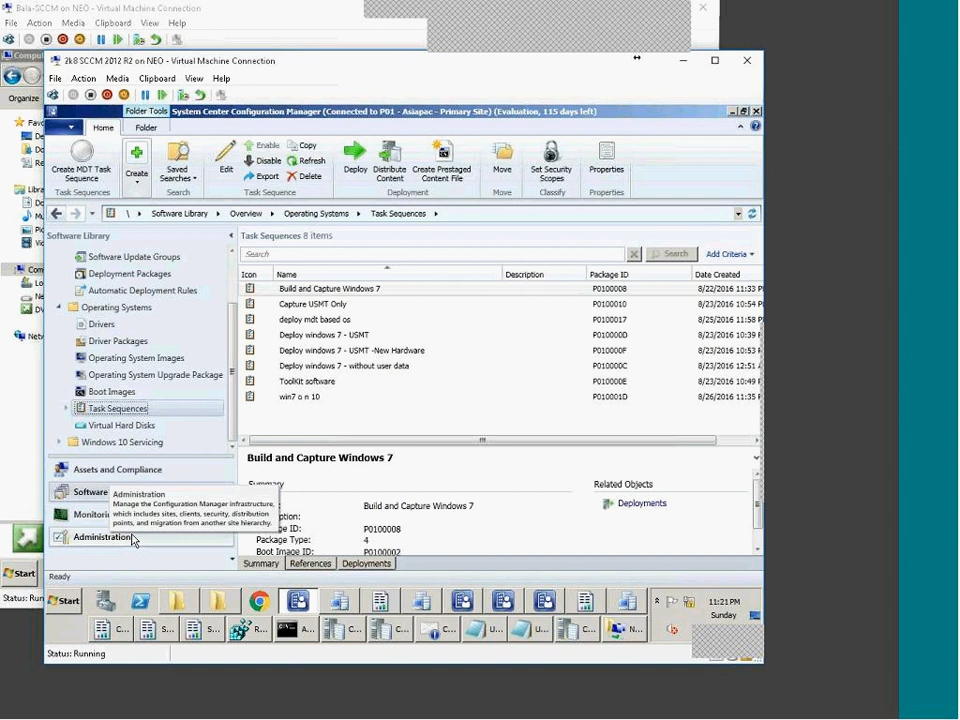 Bala-SCCM on NEO - Virtual Machine Connection
File Action Media Clipboard View Help
Compu
Organize
Libra
Com
Netw
Start
Status: Run
2k8 SCCM 2012 R2 on NEO - Virtual Machine Connection
File Action Media Clipboard View Help
Folder Tools System Center Configuration Manager (Connected to P01 - Asiapac - Primary Site) (Evaluation, 115 days left)
Home Folder
Create MDT Task Sequence
Create
Saved Searches
Edit
Enable Copy
Disable Refresh
Export Delete
Deploy
Distribute Content
Create Prestaged Content File
Move
Set Security Scopes
Properties
Task Sequences Search Task Sequence Deployment Move Classify Properties
\ Software Library Overview Operating Systems Task Sequences
Software Library
Software Update Groups
Deployment Packages
Automatic Deployment Rules
Operating Systems
Drivers
Driver Packages
Operating System Images
Operating System Upgrade Package
Boot Images
Task Sequences
Virtual Hard Disks
Windows 10 Servicing
Assets and Compliance
Software
Monitorin
Administration
Administration
Manage the Configuration Manager infrastructure,
which includes sites, clients, security, distribution
points, and migration from another site hierarchy.
Task Sequences 8 items
Search Search Add Criteria
Icon Name Description Package ID Date Created
Build and Capture Windows 7 P0100008 8/22/2016 11:33 P
Capture USMT Only P0100010 8/23/2016 10:54 P
deploy mdt based os P0100017 8/25/2016 11:58 P
Deploy windows 7 - USMT P010000D 8/23/2016 10:39 P
Deploy windows 7 - USMT -New Hardware P010000F 8/23/2016 10:53 P
Deploy windows 7 - without user data P010000C 8/23/2016 12:51 A
ToolKit software P010000E 8/23/2016 10:49 P
win7 o n 10 P010001D 8/26/2016 11:35 P
Build and Capture Windows 7
Summary
Build and Capture Windows 7
ption:
ge ID: P0100008
Package Type: 4
Boot Image ID: P0100002
Related Objects
Deployments
Summary References Deployments
Ready
Start
11:21 PM
Sunday
C... S... S... R... A... C... C... C... U... U... C... N...
Status: Running